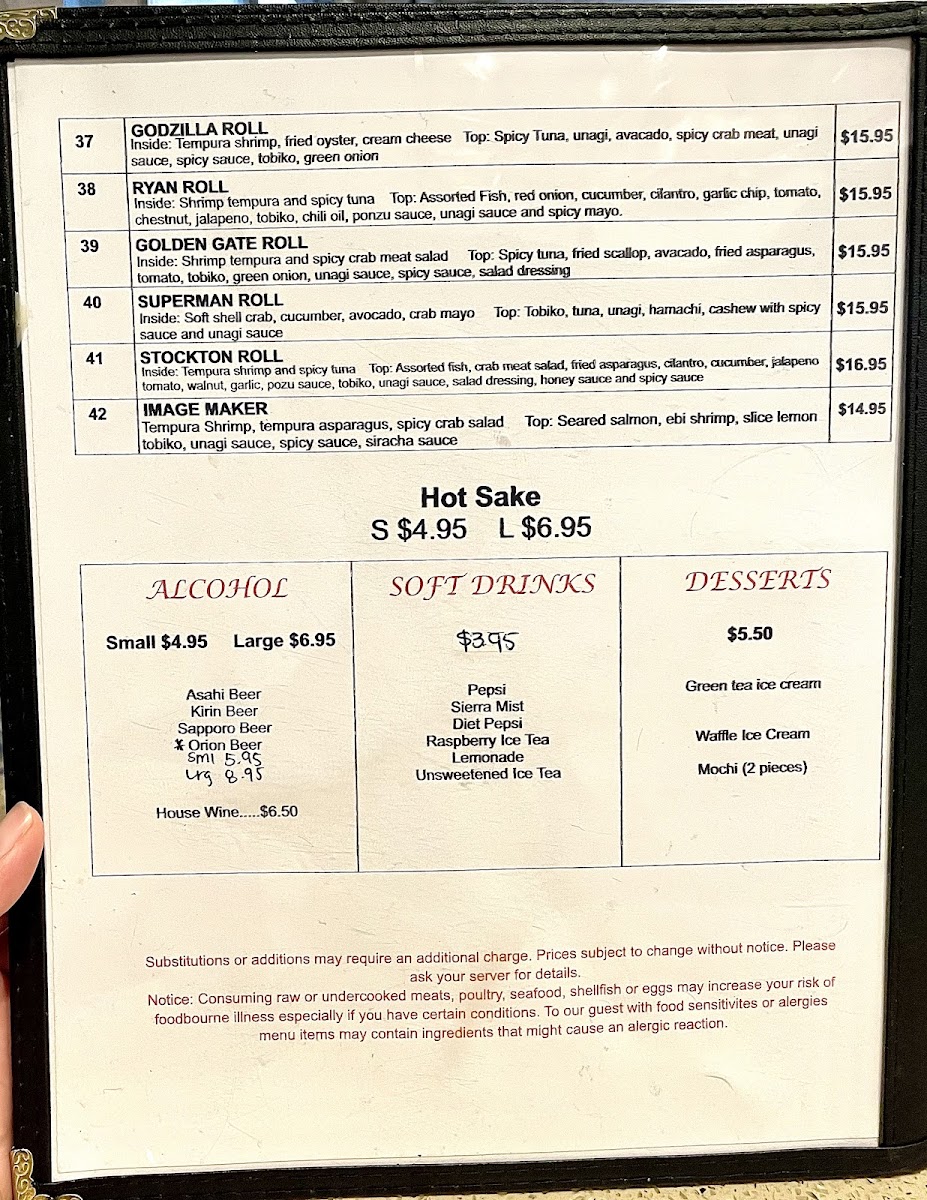 37 GODZILLA ROLL
Inside: Tempura shrimp, fried oyster, cream cheese Top: Spicy Tuna, unagi, avacado, spicy crab meat, unagi $15.95
sauce, spicy sauce, tobiko, green onion
38 RYAN ROLL
Inside: Shrimp tempura and spicy tuna Top: Assorted Fish, red onion, cucumber, cilantro, garlic chip, tomato, $15.95
chestnut, jalapeno, tobiko, chili oil, ponzu sauce, unagi sauce and spicy mayo.
39 GOLDEN GATE ROLL
Inside: Shrimp tempura and spicy crab meat salad Top: Spicy tuna, fried scallop, avacado, fried asparagus, $15.95
tomato, tobiko, green onion, unagi sauce, spicy sauce, salad dressing
40 SUPERMAN ROLL
Inside: Soft shell crab, cucumber, avocado, crab mayo Top: Tobiko, tuna, unagi, hamachi, cashew with spicy $15.95
sauce and unagi sauce
41 STOCKTON ROLL
Inside: Tempura shrimp and spicy tuna Top: Assorted fish, crab meat salad, fried asparagus, cilantro, cucumber, jalapeno $16.95
tomato, walnut, garlic, pozu sauce, tobiko, unagi sauce, salad dressing, honey sauce and spicy sauce
42 IMAGE MAKER $14.95
Tempura Shrimp, tempura asparagus, spicy crab salad Top: Seared salmon, ebi shrimp, slice lemon
tobiko, unagi sauce, spicy sauce, siracha sauce
Hot Sake
S $4.95 L $6.95
ALCOHOL
Small $4.95 Large $6.95
Asahi Beer
Kirin Beer
Sapporo Beer
* Orion Beer
Sml 5.95
Lrg 8.95
House Wine.....$6.50
SOFT DRINKS
$3.95
Pepsi
Sierra Mist
Diet Pepsi
Raspberry Ice Tea
Lemonade
Unsweetened Ice Tea
DESSERTS
$5.50
Green tea ice cream
Waffle Ice Cream
Mochi (2 pieces)
Substitutions or additions may require an additional charge. Prices subject to change without notice. Please
ask your server for details.
Notice: Consuming raw or undercooked meats, poultry, seafood, shellfish or eggs may increase your risk of
foodbourne illness especially if you have certain conditions. To our guest with food sensitivites or alergies
menu items may contain ingredients that might cause an alergic reaction.